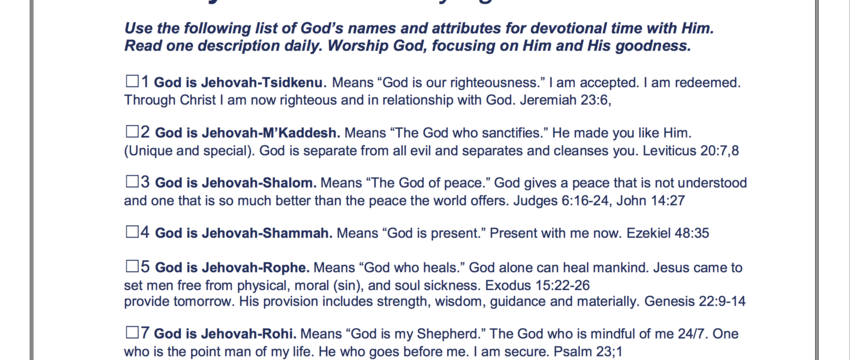 Use the following list of God’s names and attributes for devotional time with Him.
Read one description daily. Worship God, focusing on Him and His goodness.
☐1 God is Jehovah-Tsidkenu. Means “God is our righteousness.” I am accepted. I am redeemed.
Through Christ I am now righteous and in relationship with God. Jeremiah 23:6,
☐2 God is Jehovah-M’Kaddesh. Means “The God who sanctifies.” He made you like Him.
(Unique and special). God is separate from all evil and separates and cleanses you. Leviticus 20:7,8
☐3 God is Jehovah-Shalom. Means “The God of peace.” God gives a peace that is not understood
and one that is so much better than the peace the world offers. Judges 6:16-24, John 14:27
☐4 God is Jehovah-Shammah. Means “God is present.” Present with me now. Ezekiel 48:35
☐5 God is Jehovah-Rophe. Means “God who heals.” God alone can heal mankind. Jesus came to
set men free from physical, moral (sin), and soul sickness. Exodus 15:22-26
provide tomorrow. His provision includes strength, wisdom, guidance and materially. Genesis 22:9-14
☐7 God is Jehovah-Rohi. Means “God is my Shepherd.” The God who is mindful of me 24/7. One
who is the point man of my life. He who goes before me. I am secure. Psalm 23;1